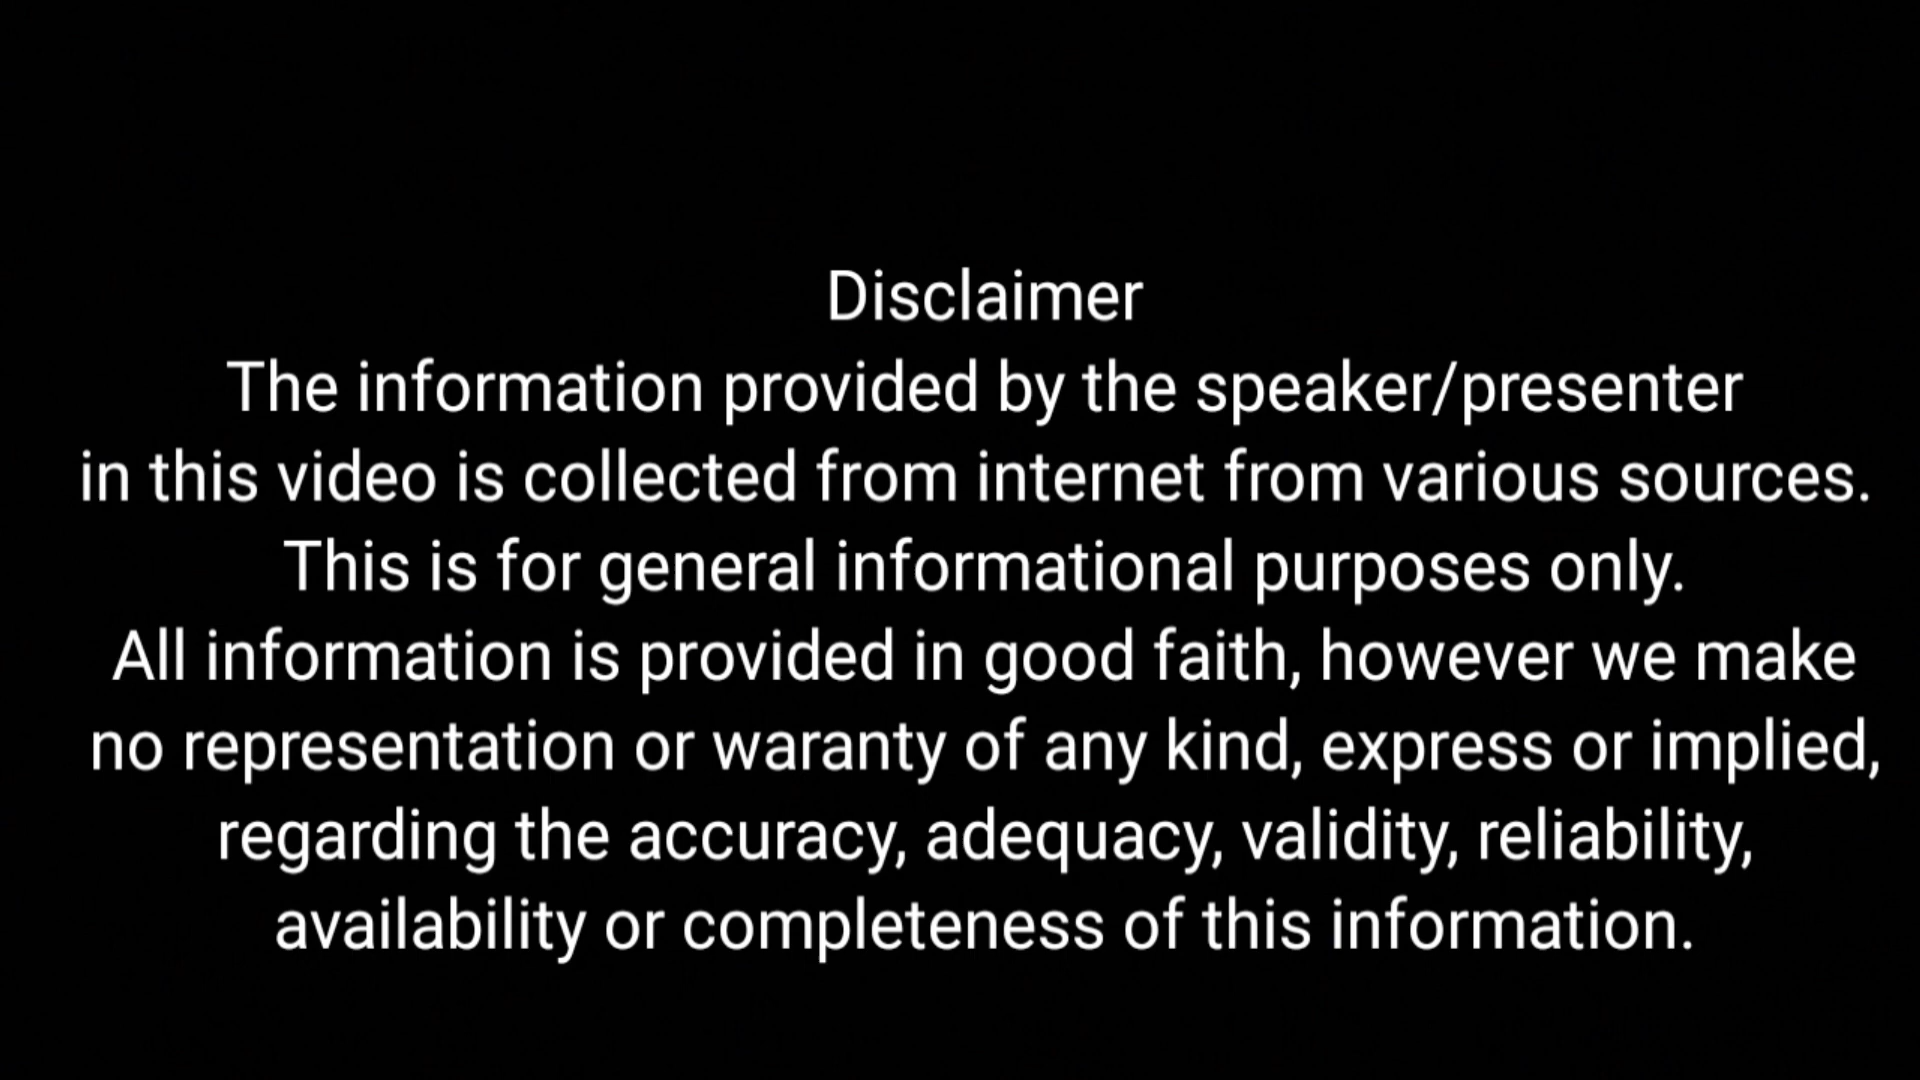 Disclaimer
The information provided by the speaker/presenter
in this video is collected from internet from various sources.
This is for general informational purposes only.
All information is provided in good faith, however we make
no representation or waranty of any kind, express or implied,
regarding the accuracy, adequacy, validity, reliability,
availability or completeness of this information.